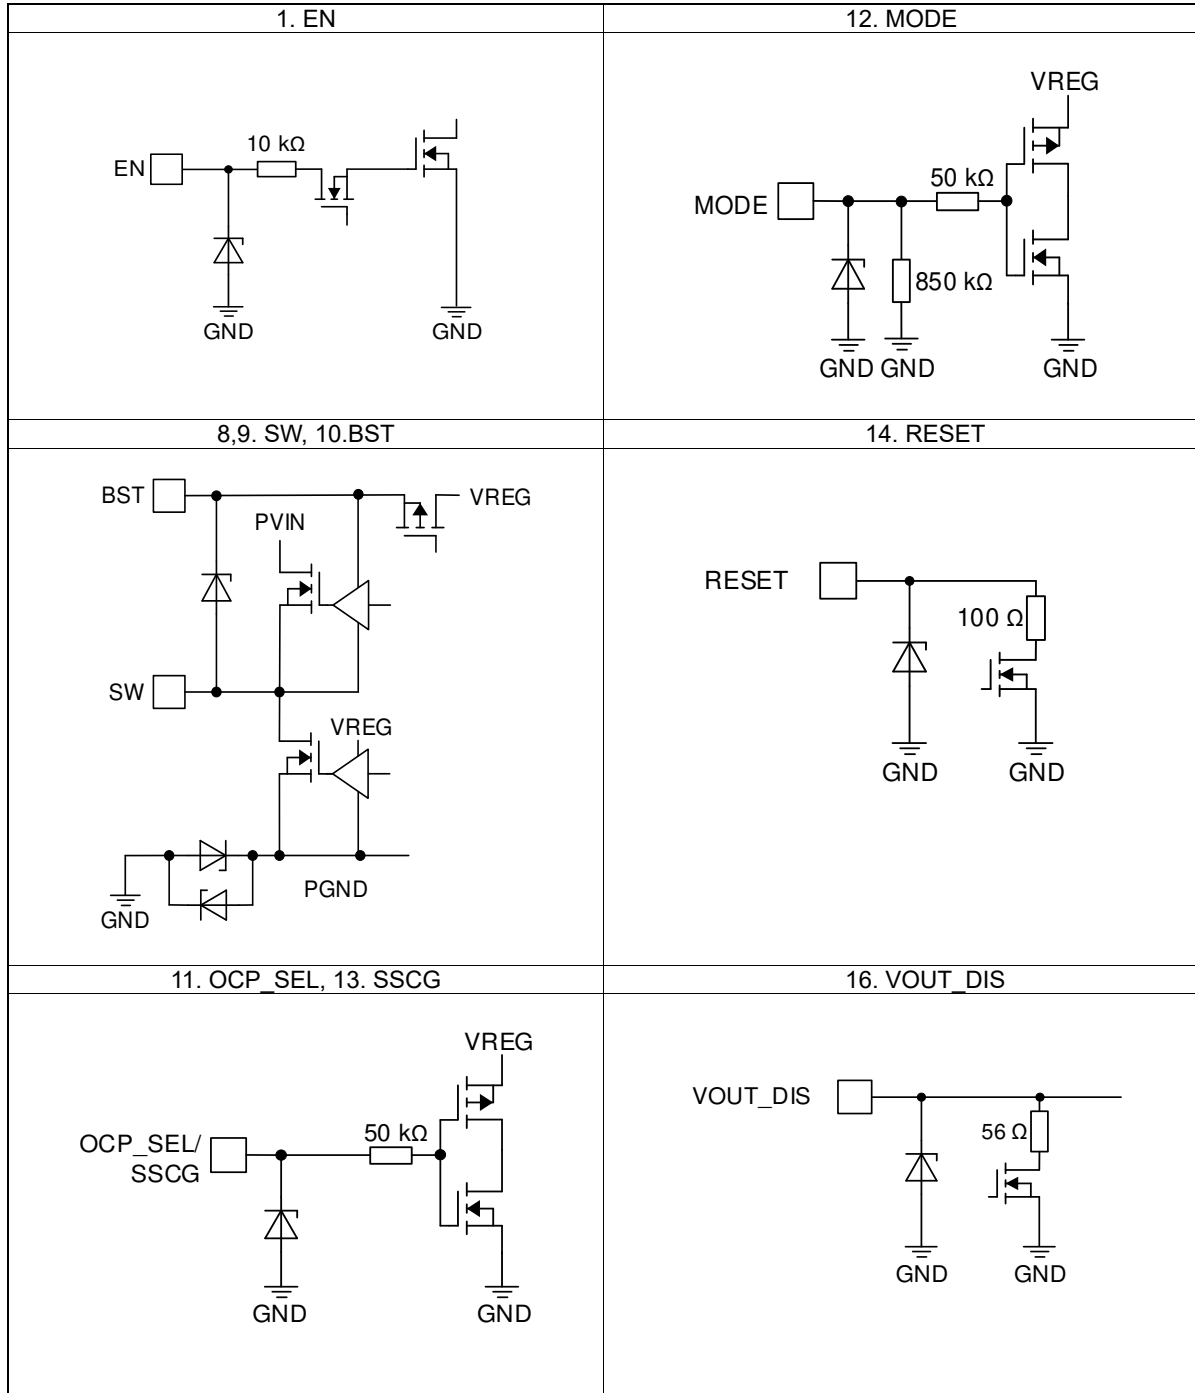 1. EN
12. MODE
EN
10 kΩ
GND
GND
VREG
MODE
50 kΩ
850 kΩ
GND
GND
GND
8,9. SW, 10.BST
14. RESET
BST
VREG
PVIN
SW
VREG
PGND
GND
RESET
100 Ω
GND
GND
11. OCP_SEL, 13. SSCG
16. VOUT_DIS
VREG
OCP_SEL/
SSCG
50 kΩ
GND
GND
VOUT_DIS
56 Ω
GND
GND